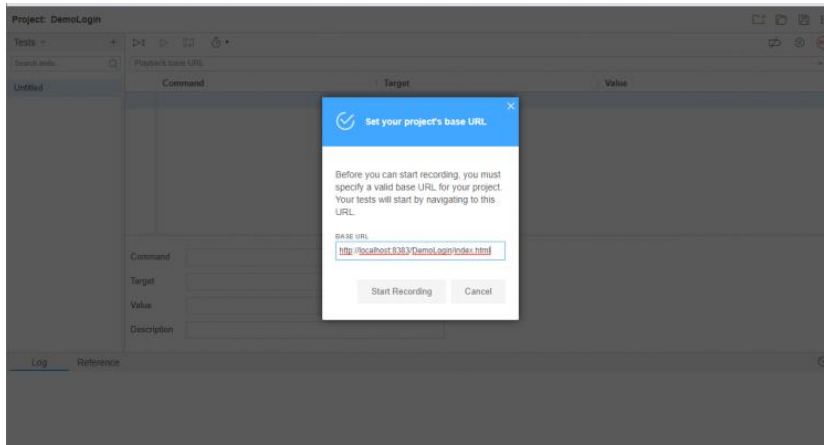 Project: DemoLogin
Tests
Search tests...
Playback base URL
Command Target Value
Untitled
Set your project's base URL
Before you can start recording, you must
specify a valid base URL for your project.
Your tests will start by navigating to this
URL.
BASE URL
http://localhost:8383/DemoLogin/index.html
Start Recording Cancel
Command
Target
Value
Description
Log Reference